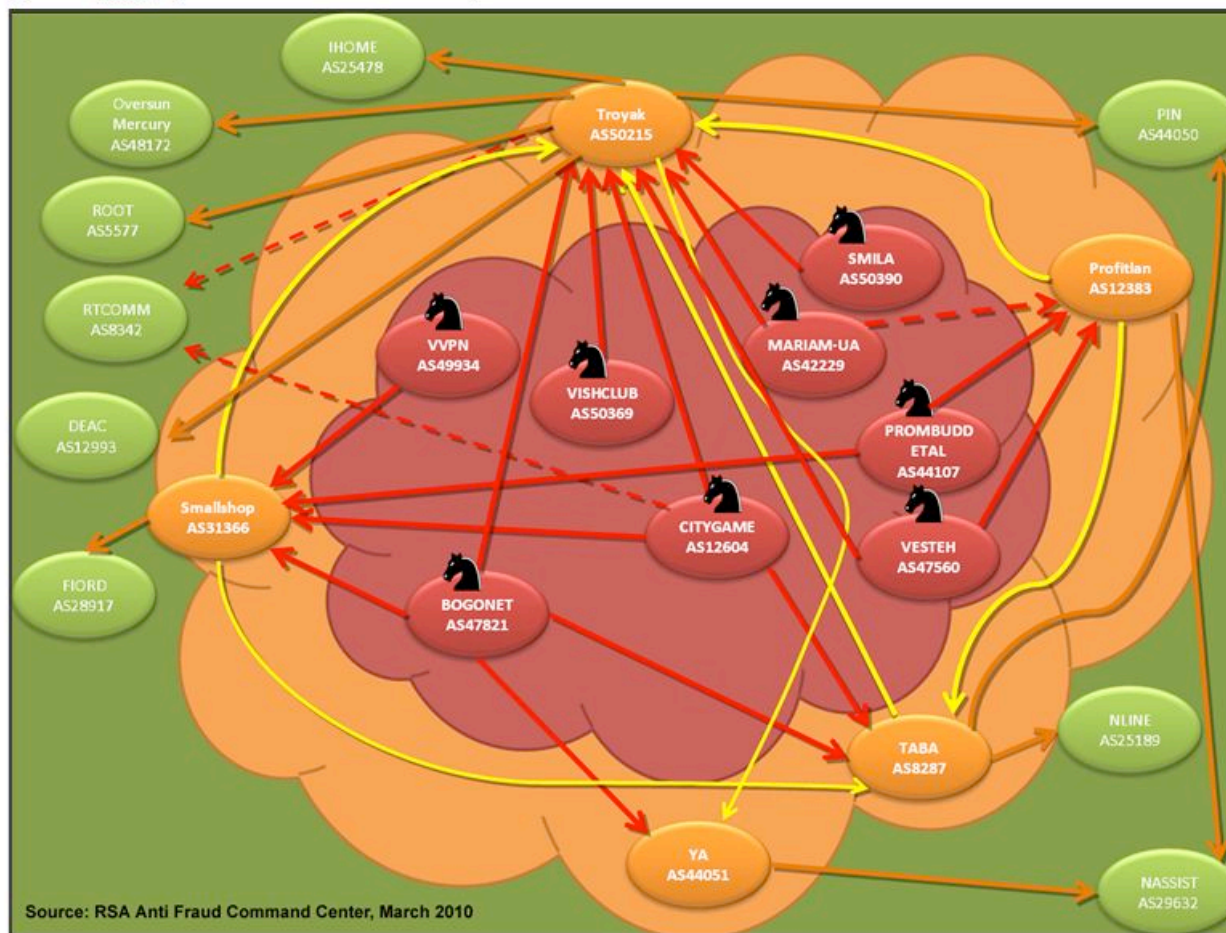 IHOME
AS25478
Oversun
Mercury
AS48172
Troyak
AS50215
PIN
AS44050
ROOT
AS5577
SMILA
AS50390
Profitlan
AS12383
RTCOMM
AS8342
VVPN
AS49934
MARIAM-UA
AS42229
VISHCLUB
AS50369
DEAC
AS12993
PROMBUDD
ETAL
AS44107
Smallshop
AS31366
CITYGAME
AS12604
VESTEH
AS47560
FIORD
AS28917
BOGONET
AS47821
NLINE
AS25189
TABA
AS8287
YA
AS44051
NASSIST
AS29632
Source: RSA Anti Fraud Command Center, March 2010